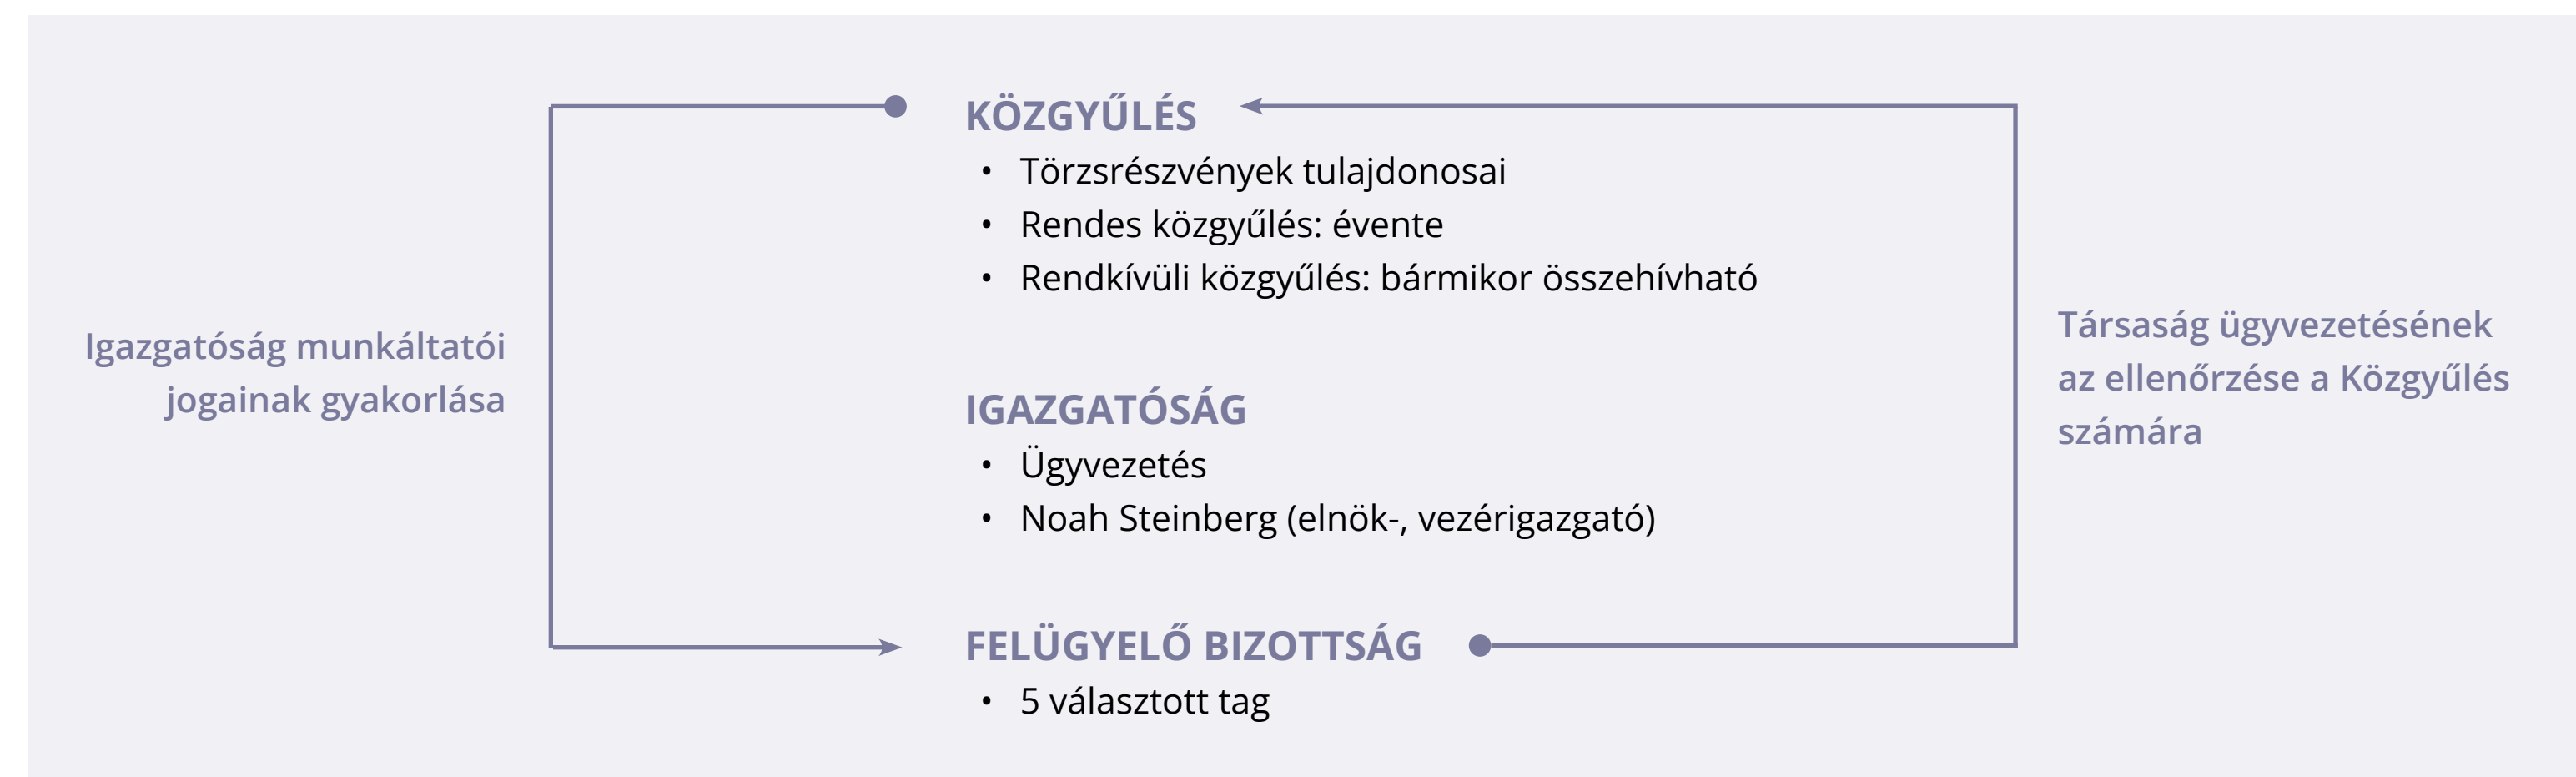 KÖZGYŰLÉS
• Törzsrészvények tulajdonosai
• Rendes közgyűlés: évente
• Rendkívüli közgyűlés: bármikor összehívható
Igazgatóság munkáltatói
jogainak gyakorlása
IGAZGATÓSÁG
• Ügyvezetés
• Noah Steinberg (elnök-, vezérigazgató)
Társaság ügyvezetésének
az ellenőrzése a Közgyűlés
számára
FELÜGYELŐ BIZOTTSÁG
• 5 választott tag